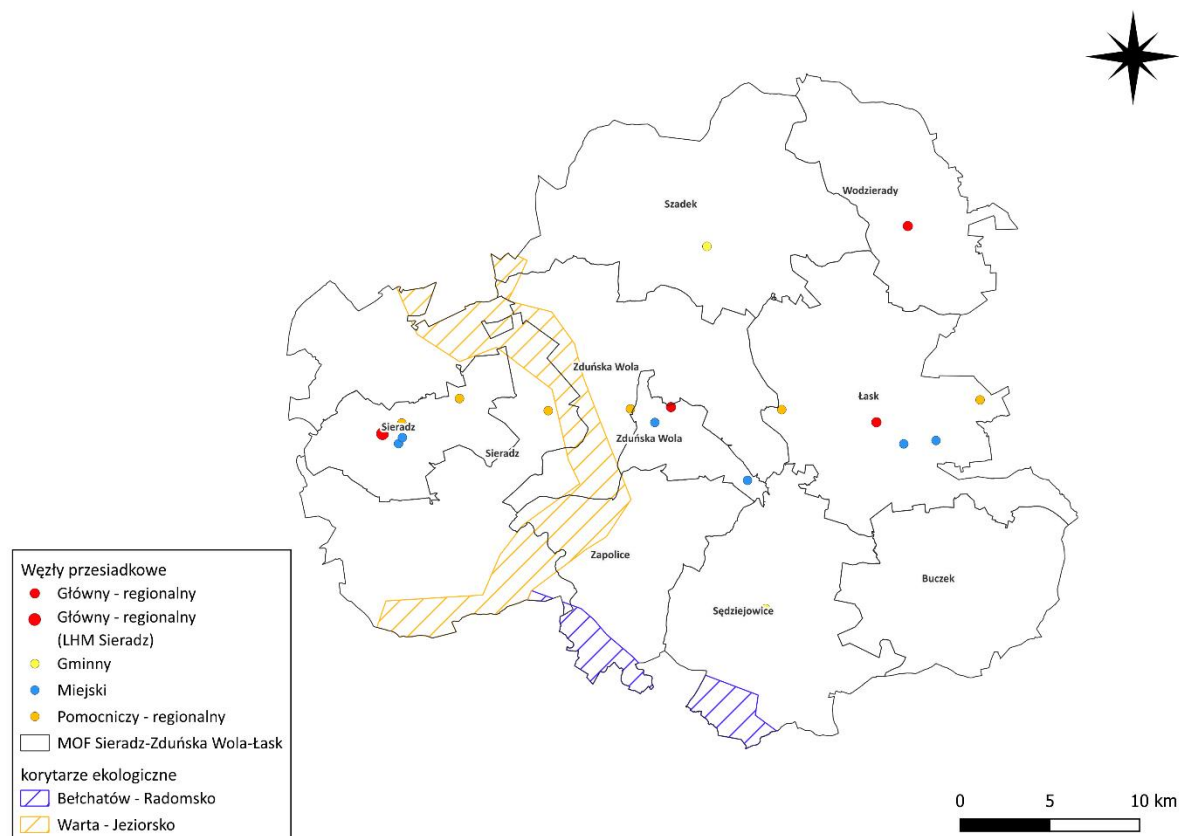 Wodzierady
Szadek
Zduńska Wola
Łask
Sieradz
Zduńska Wola
Sieradz
Zapolice
Buczek
Sędziejowice
Węzły przesiadkowe
Główny - regionalny
Główny - regionalny
(LHM Sieradz)
Gminny
Miejski
Pomocniczy - regionalny
MOF Sieradz-Zduńska Wola-Łask
korytarze ekologiczne
Bełchatów - Radomsko
Warta - Jeziorsko
0 5 10 km